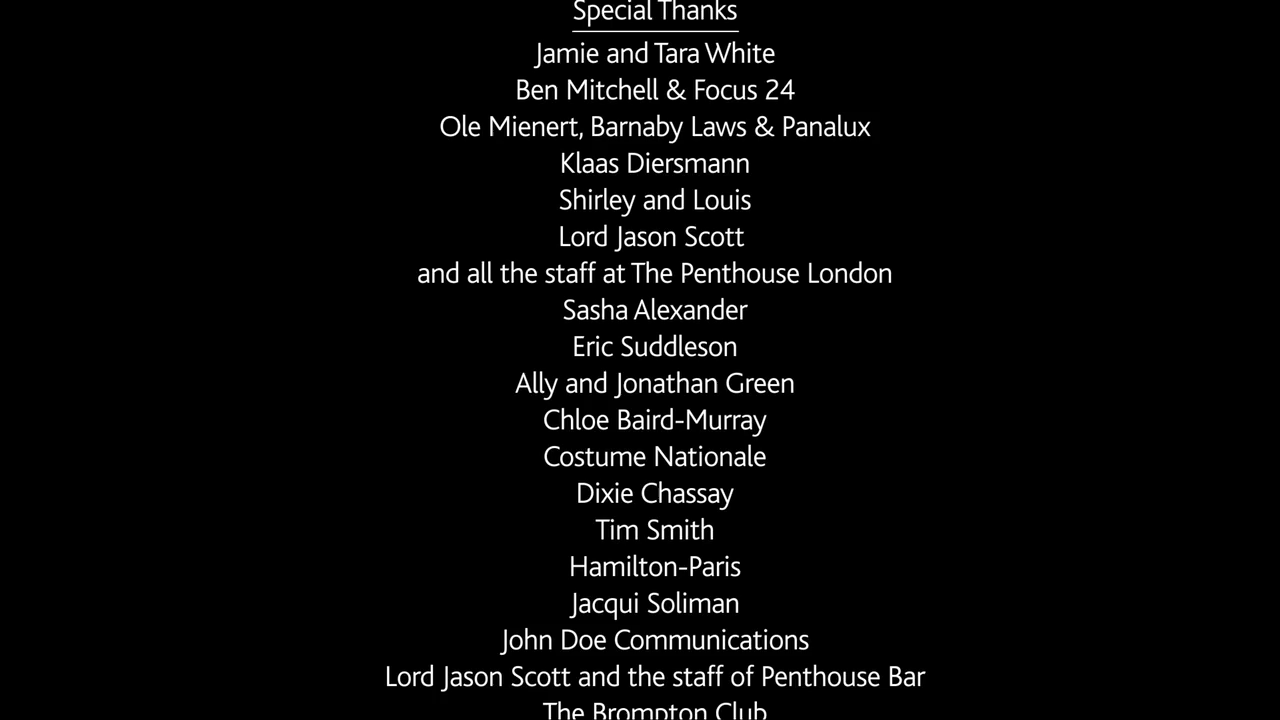 Special Thanks
Jamie and Tara White
Ben Mitchell & Focus 24
Ole Mienert, Barnaby Laws & Panalux
Klaas Diersmann
Shirley and Louis
Lord Jason Scott
and all the staff at The Penthouse London
Sasha Alexander
Eric Suddleson
Ally and Jonathan Green
Chloe Baird-Murray
Costume Nationale
Dixie Chassay
Tim Smith
Hamilton-Paris
Jacqui Soliman
John Doe Communications
Lord Jason Scott and the staff of Penthouse Bar
The Brompton Club